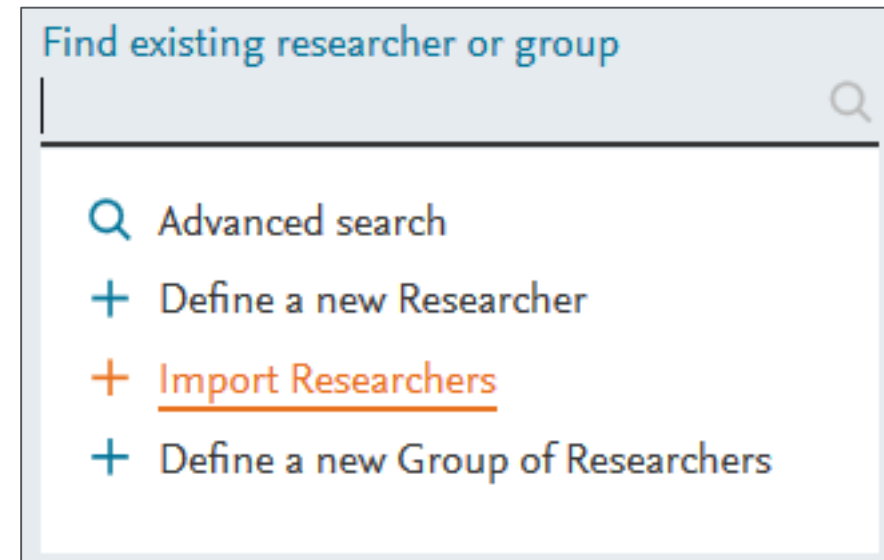 Find existing researcher or group
Advanced search
Define a new Researcher
Import Researchers
Define a new Group of Researchers